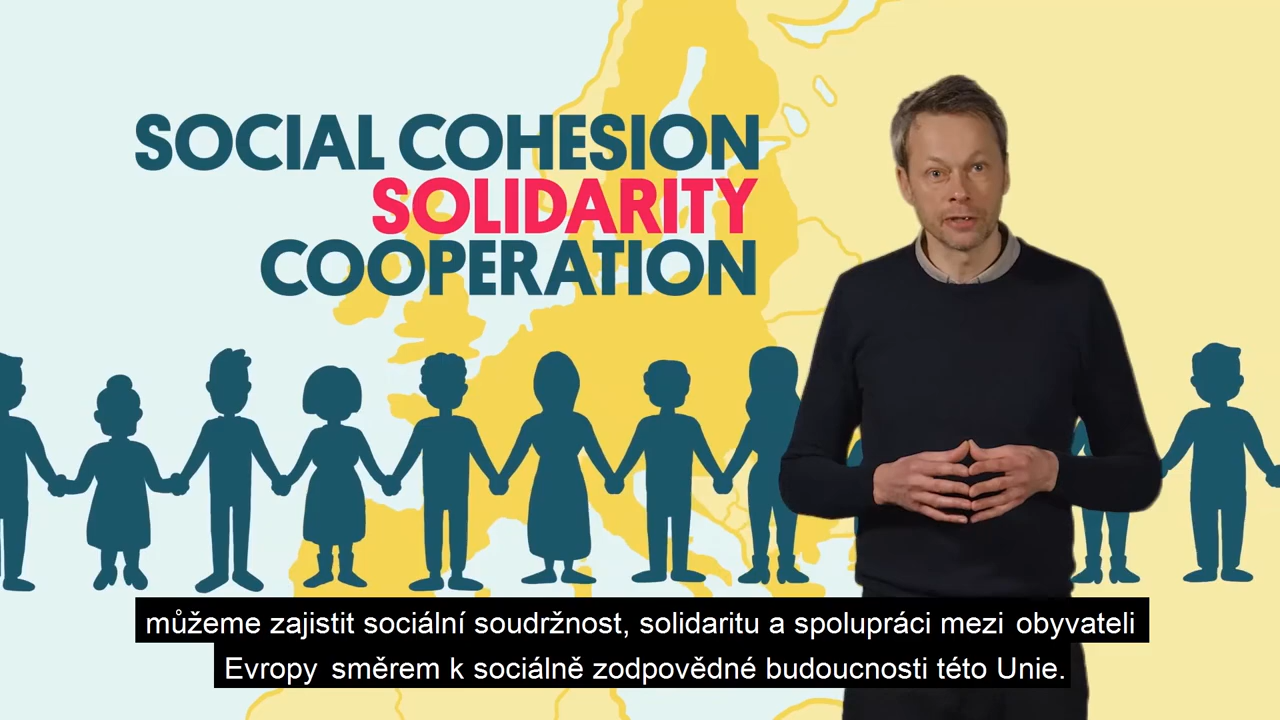 SOCIAL COHESION
SOLIDARITY
COOPERATION
můžeme zajistit sociální soudržnost, solidaritu a spolupráci mezi obyvateli
Evropy směrem k sociálně zodpovědné budoucnosti této Unie.